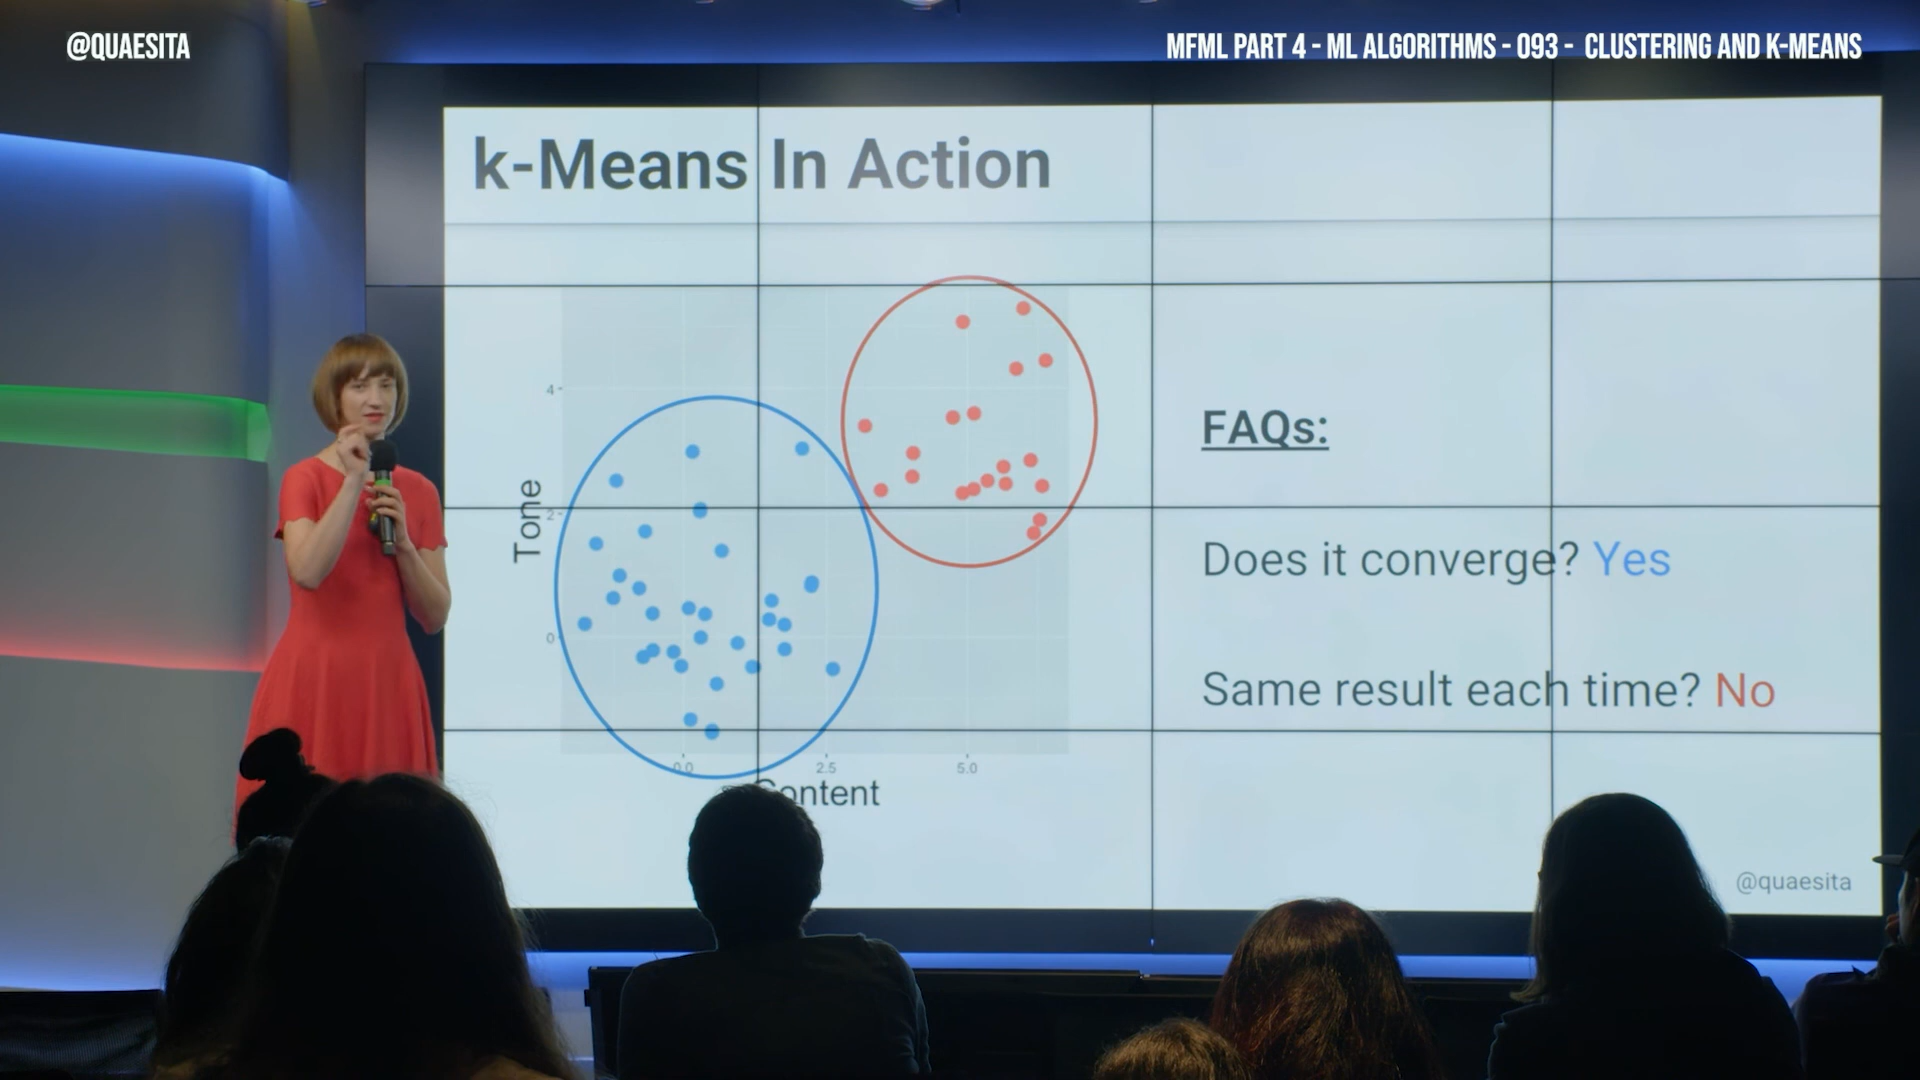 @QUAESITA
MFML PART 4 - ML ALGORITHMS - 093 - CLUSTERING AND K-MEANS
k-Means In Action
4
2
0
Tone
0.0
2.5
5.0
Content
FAQs:
Does it converge? Yes
Same result each time? No
@quaesita